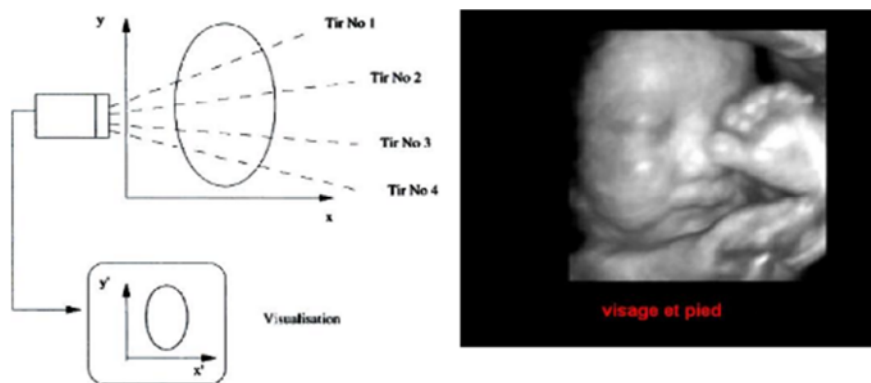 y
Tir No 1
Tir No 2
Tir No 3
Tir No 4
x
y'
Visualisation
x'
visage et pied